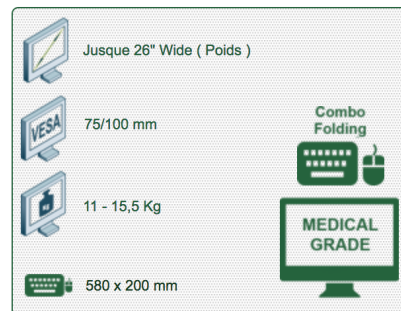 Jusque 26" Wide ( Poids )
VESA
75/100 mm
Combo
Folding
KG
11 - 15,5 Kg
MEDICAL
GRADE
580 x 200 mm